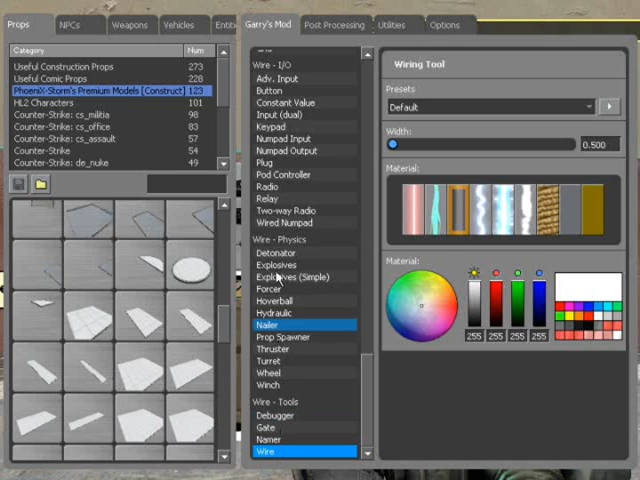 Props
NPCs
Weapons
Vehicles
Entiti
Garry's Mod
Post Processing
Utilities
Options
Category
Num
Useful Construction Props 273
Useful Comic Props 228
PhoeniX-Storm's Premium Models [Construct] 123
HL2 Characters 101
Counter-Strike: cs_militia 98
Counter-Strike: cs_office 83
Counter-Strike: cs_assault 57
Counter-Strike 54
Counter-Strike: de_nuke 49
Wire - I/O
Adv. Input
Button
Constant Value
Input (dual)
Keypad
Numpad Input
Numpad Output
Plug
Pod Controller
Radio
Relay
Two-way Radio
Wired Numpad
Wire - Physics
Detonator
Explosives
Explosives (Simple)
Forcer
Hoverball
Hydraulic
Nailer
Prop Spawner
Thruster
Turret
Wheel
Winch
Wire - Tools
Debugger
Gate
Namer
Wire
Wiring Tool
Presets
Default
Width:
0.500
Material:
Material:
255 255 255 255